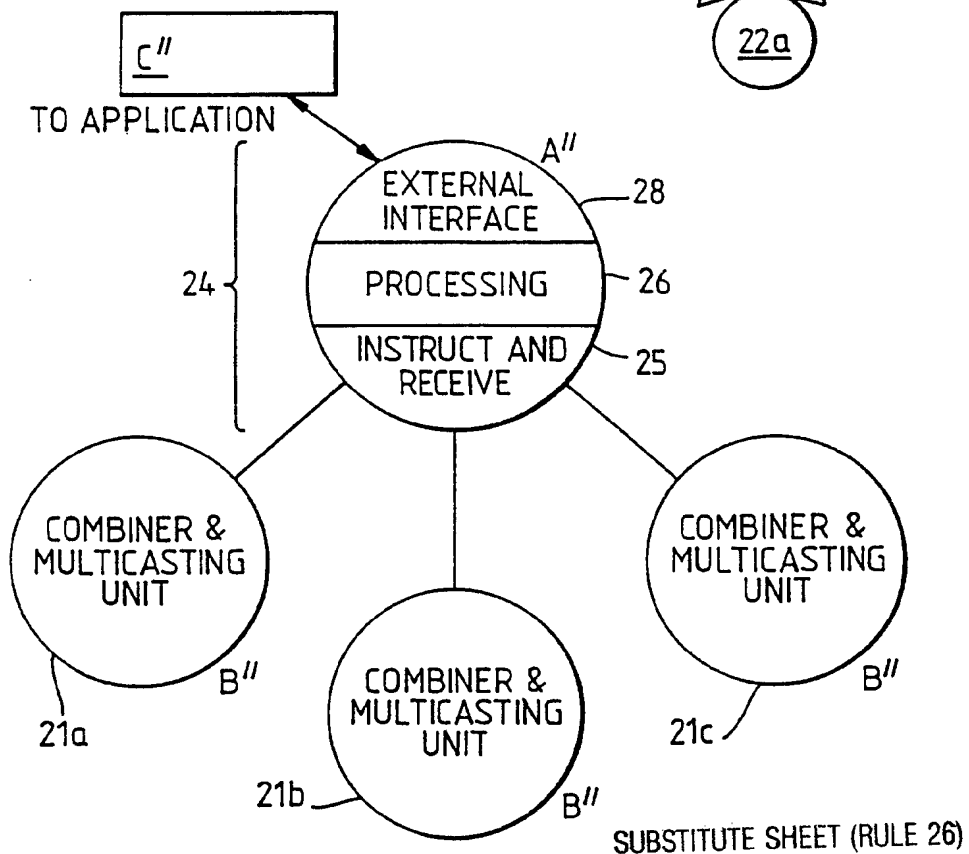 C"
22a
TO APPLICATION
A"
EXTERNAL
INTERFACE
28
24
PROCESSING
26
INSTRUCT AND
RECEIVE
25
COMBINER &
MULTICASTING
UNIT
B"
21a
COMBINER &
MULTICASTING
UNIT
B"
21b
COMBINER &
MULTICASTING
UNIT
B"
21c
SUBSTITUTE SHEET (RULE 26)